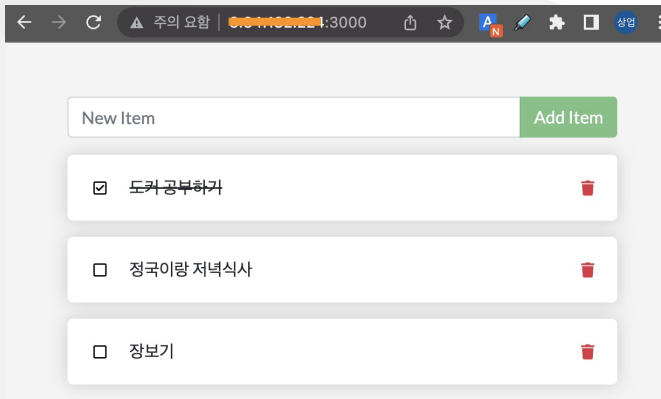 주의 요함 | :3000
A
N
상업
New Item
Add Item
도커 공부하기
정국이랑 저녁식사
장보기